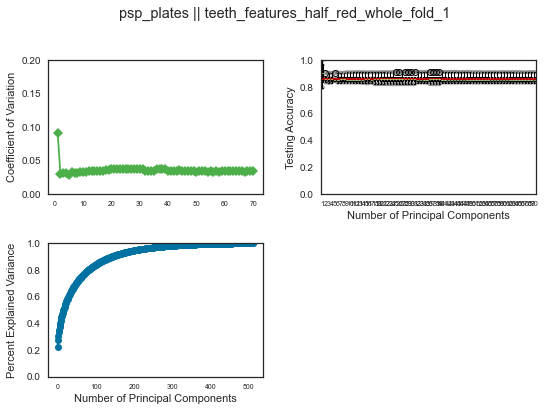 psp_plates || teeth_features_half_red_whole_fold_1
Coefficient of Variation
0.20
0.15
0.10
0.05
0.00
0 10 20 30 40 50 60 70
Testing Accuracy
1.0
0.8
0.6
0.4
0.2
0.0
Number of Principal Components
Percent Explained Variance
1.0
0.8
0.6
0.4
0.2
0.0
0 100 200 300 400 500
Number of Principal Components